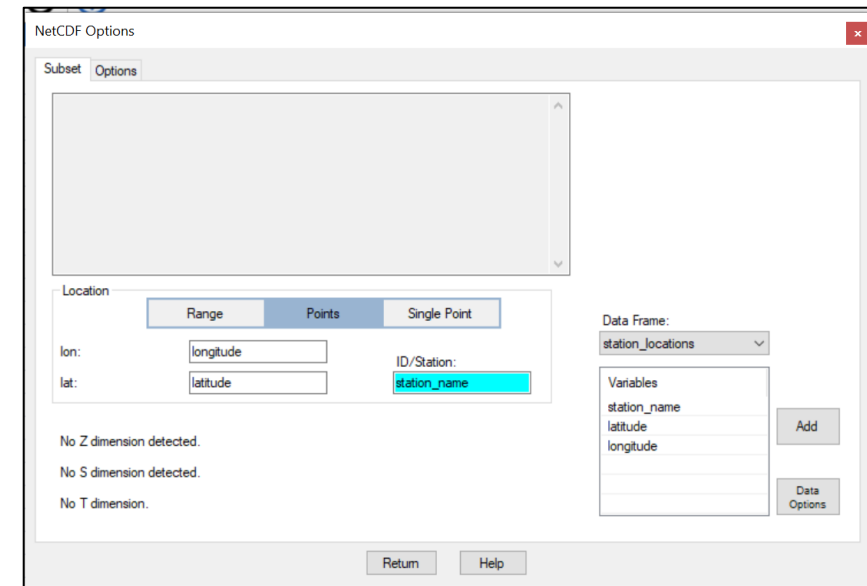 NetCDF Options
Subset Options
Location
Range Points Single Point
lon: longitude
ID/Station:
lat: latitude station_name
No Z dimension detected.
No S dimension detected.
No T dimension.
Data Frame:
station_locations
Variables
station_name
latitude
longitude
Add
Data
Options
Return Help